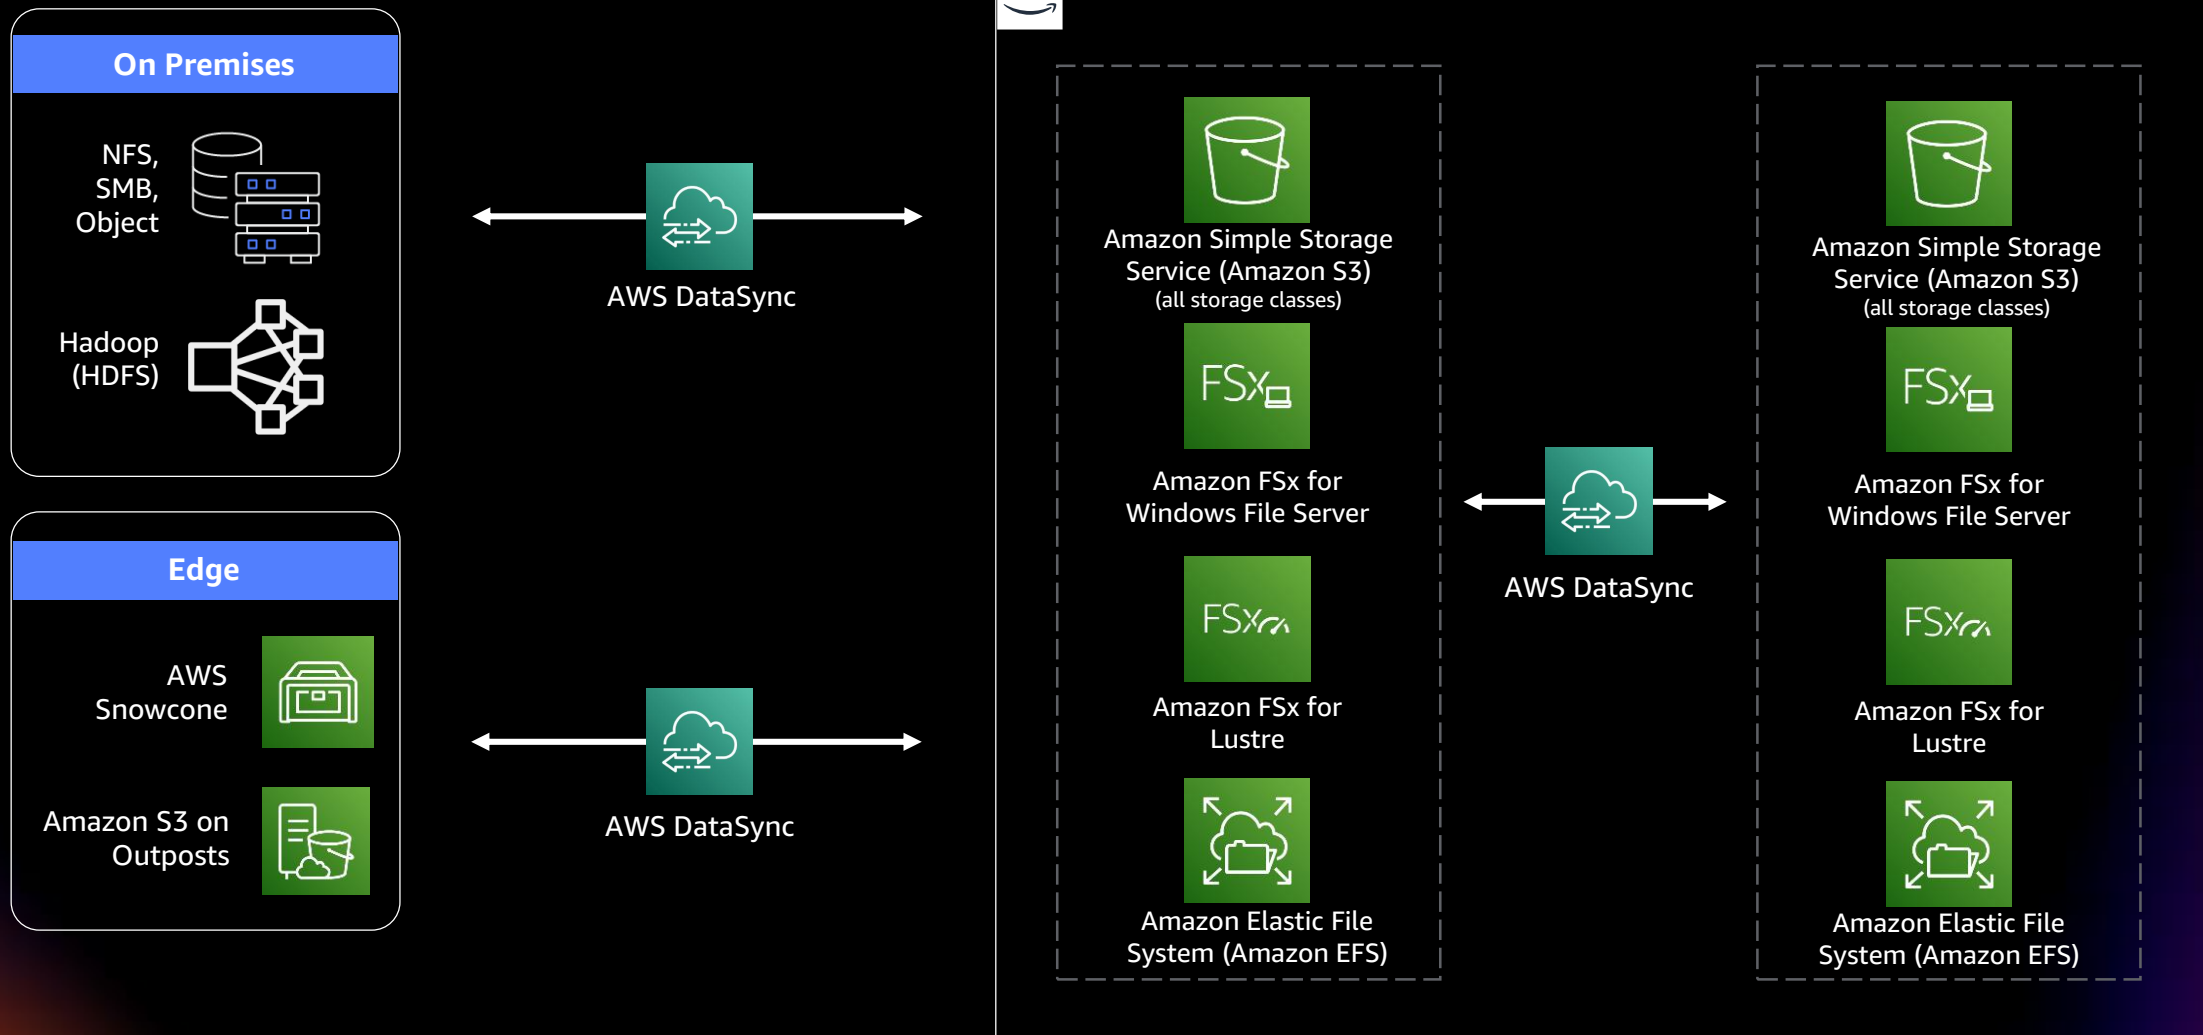 On Premises
NFS,
SMB,
Object
Hadoop
(HDFS)
AWS DataSync
Edge
AWS
Snowcone
Amazon S3 on
Outposts
AWS DataSync
Amazon Simple Storage
Service (Amazon S3)
(all storage classes)
FSx
Amazon FSx for
Windows File Server
FSx
Amazon FSx for
Lustre
Amazon Elastic File
System (Amazon EFS)
AWS DataSync
Amazon Simple Storage
Service (Amazon S3)
(all storage classes)
FSx
Amazon FSx for
Windows File Server
FSx
Amazon FSx for
Lustre
Amazon Elastic File
System (Amazon EFS)